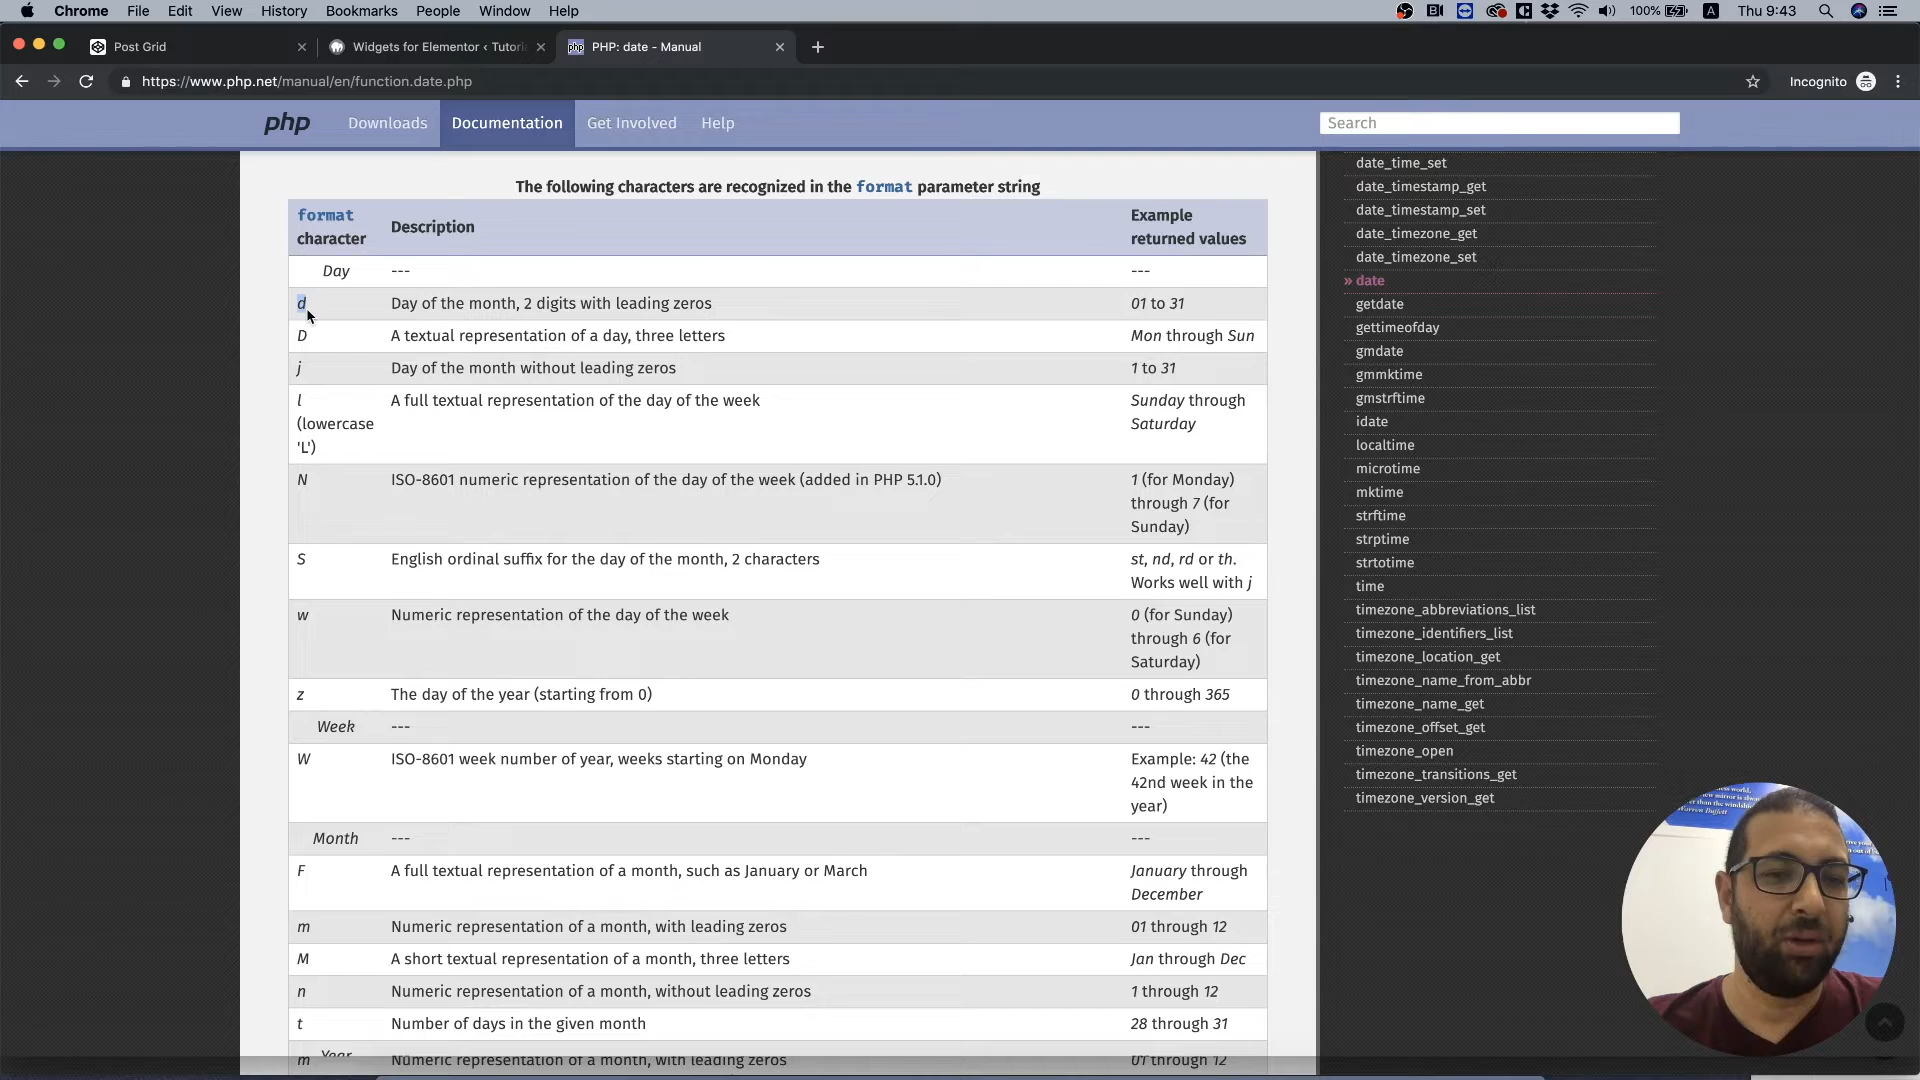 Chrome File Edit View History Bookmarks People Window Help 100% A Thu 9:43
Post Grid
Widgets for Elementor ‹ Tutori
php PHP: date - Manual
https://www.php.net/manual/en/function.date.php
Incognito
php Downloads Documentation Get Involved Help Search
The following characters are recognized in the format parameter string
format character Description Example returned values
Day --- ---
d Day of the month, 2 digits with leading zeros 01 to 31
D A textual representation of a day, three letters Mon through Sun
j Day of the month without leading zeros 1 to 31
l (lowercase 'L') A full textual representation of the day of the week Sunday through Saturday
N ISO-8601 numeric representation of the day of the week (added in PHP 5.1.0) 1 (for Monday) through 7 (for Sunday)
S English ordinal suffix for the day of the month, 2 characters st, nd, rd or th. Works well with j
w Numeric representation of the day of the week 0 (for Sunday) through 6 (for Saturday)
z The day of the year (starting from 0) 0 through 365
Week --- ---
W ISO-8601 week number of year, weeks starting on Monday Example: 42 (the 42nd week in the year)
Month --- ---
F A full textual representation of a month, such as January or March January through December
m Numeric representation of a month, with leading zeros 01 through 12
M A short textual representation of a month, three letters Jan through Dec
n Numeric representation of a month, without leading zeros 1 through 12
t Number of days in the given month 28 through 31
Year
m Numeric representation of a month, with leading zeros 01 through 12
date_time_set
date_timestamp_get
date_timestamp_set
date_timezone_get
date_timezone_set
» date
getdate
gettimeofday
gmdate
gmmktime
gmstrftime
idate
localtime
microtime
mktime
strftime
strptime
strtotime
time
timezone_abbreviations_list
timezone_identifiers_list
timezone_location_get
timezone_name_from_abbr
timezone_name_get
timezone_offset_get
timezone_open
timezone_transitions_get
timezone_version_get